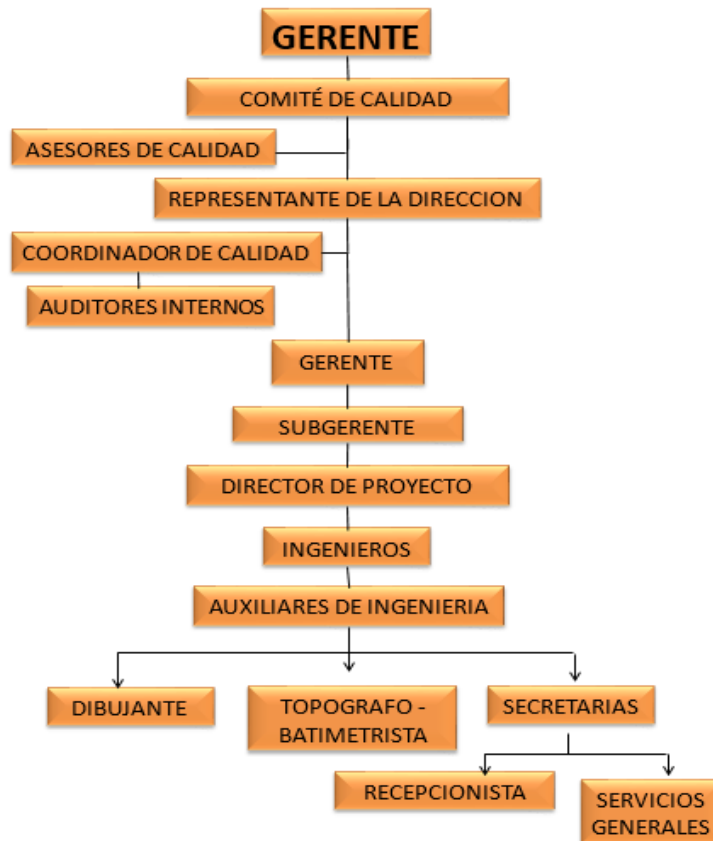 GERENTE
COMITÉ DE CALIDAD
ASESORES DE CALIDAD
REPRESENTANTE DE LA DIRECCION
COORDINADOR DE CALIDAD
AUDITORES INTERNOS
GERENTE
SUBGERENTE
DIRECTOR DE PROYECTO
INGENIEROS
AUXILIARES DE INGENIERIA
DIBUJANTE
TOPOGRAFO -
BATIMETRISTA
SECRETARIAS
RECEPCIONISTA
SERVICIOS
GENERALES